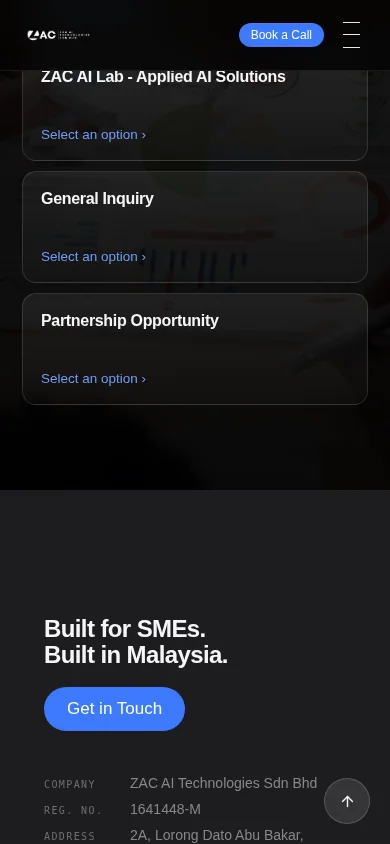 ZAC
Book a Call
ZAC AI Lab - Applied AI Solutions
Select an option ›
General Inquiry
Select an option ›
Partnership Opportunity
Select an option ›
Built for SMEs.
Built in Malaysia.
Get in Touch
COMPANY ZAC AI Technologies Sdn Bhd
REG. NO. 1641448-M
ADDRESS 2A, Lorong Dato Abu Bakar,